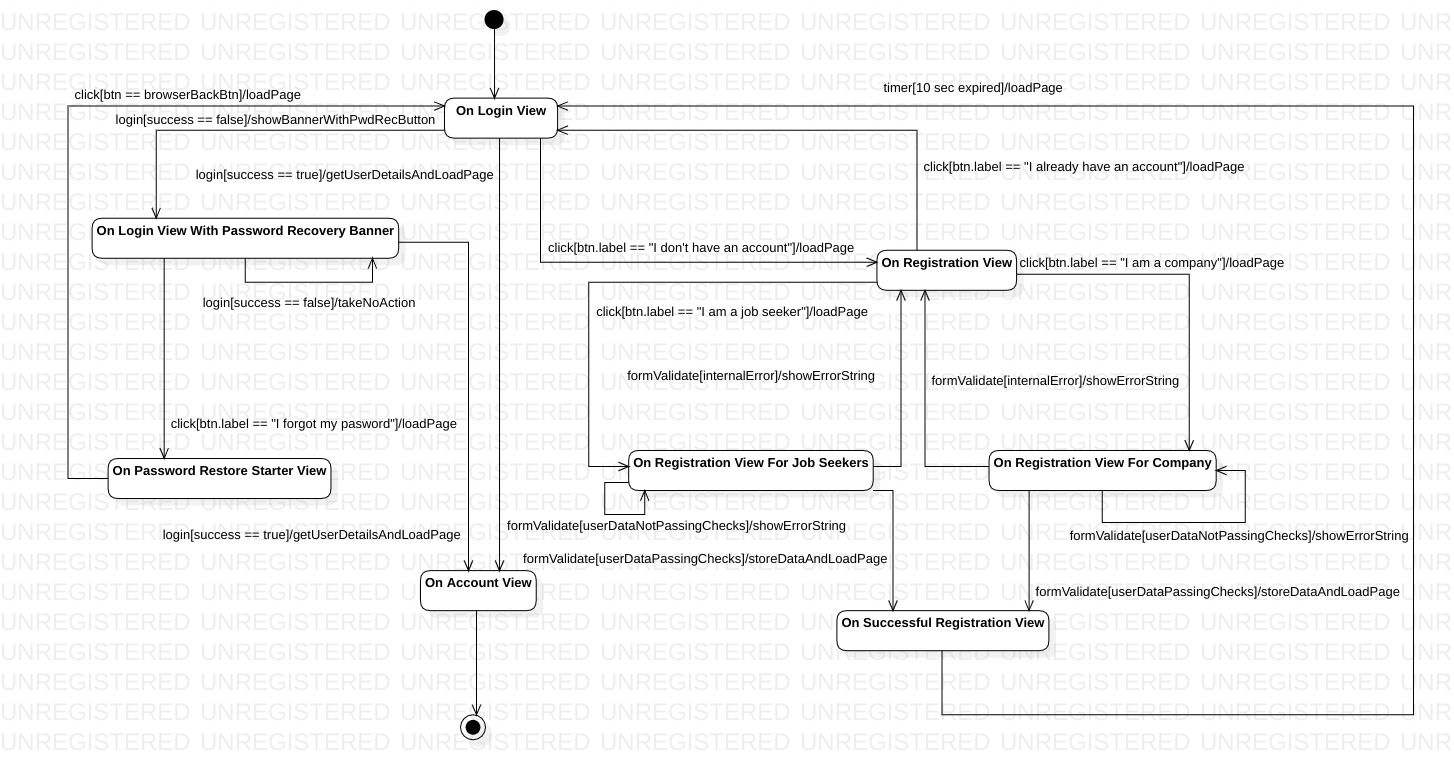 UNREGISTERED UNREGISTERED UNREGISTERED UNREGISTERED UNREGISTERED UNREGISTERED UNREGISTERED UNR
click[btn == browserBackBtn]/loadPage
timer[10 sec expired]/loadPage
On Login View
login[success == false]/showBannerWithPwdRecButton
click[btn.label == "I already have an account"]/loadPage
login[success == true]/getUserDetailsAndLoadPage
On Login View With Password Recovery Banner
click[btn.label == "I don't have an account"]/loadPage
On Registration View
click[btn.label == "I am a company"]/loadPage
login[success == false]/takeNoAction
click[btn.label == "I am a job seeker"]/loadPage
formValidate[internalError]/showErrorString
formValidate[internalError]/showErrorString
click[btn.label == "I forgot my pasword"]/loadPage
On Password Restore Starter View
On Registration View For Job Seekers
On Registration View For Company
formValidate[userDataNotPassingChecks]/showErrorString
login[success == true]/getUserDetailsAndLoadPage
formValidate[userDataNotPassingChecks]/showErrorString
formValidate[userDataPassingChecks]/storeDataAndLoadPage
On Account View
formValidate[userDataPassingChecks]/storeDataAndLoadPage
On Successful Registration View